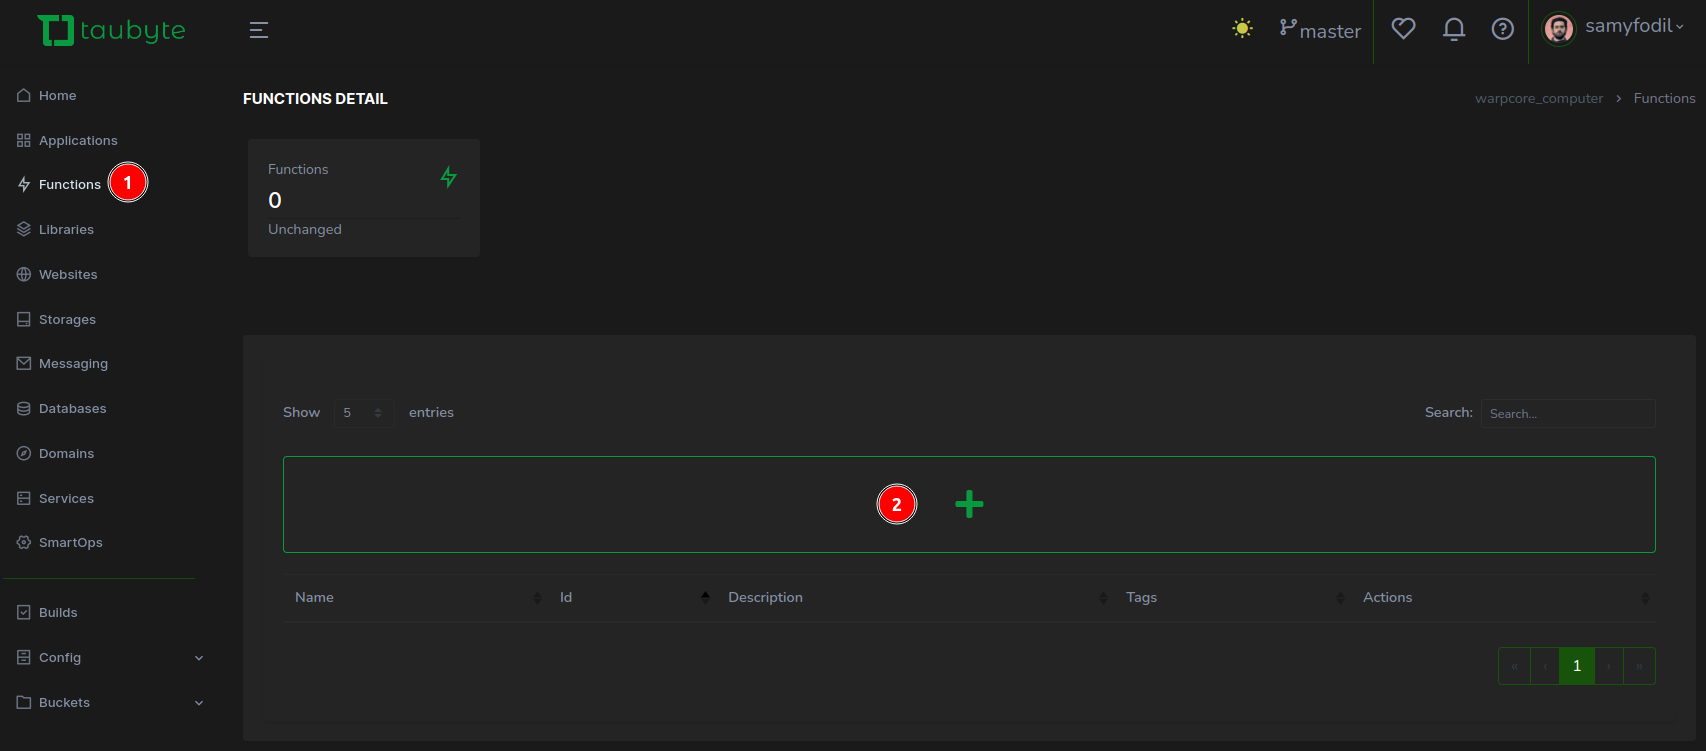 taubyte
master
samyfodil
Home
Applications
Functions 1
Libraries
Websites
Storages
Messaging
Databases
Domains
Services
SmartOps
Builds
Config
Buckets
FUNCTIONS DETAIL
warpcore_computer › Functions
Functions
0
Unchanged
Show 5 entries
Search: Search...
2 +
Name Id Description Tags Actions
« ‹ 1 › »